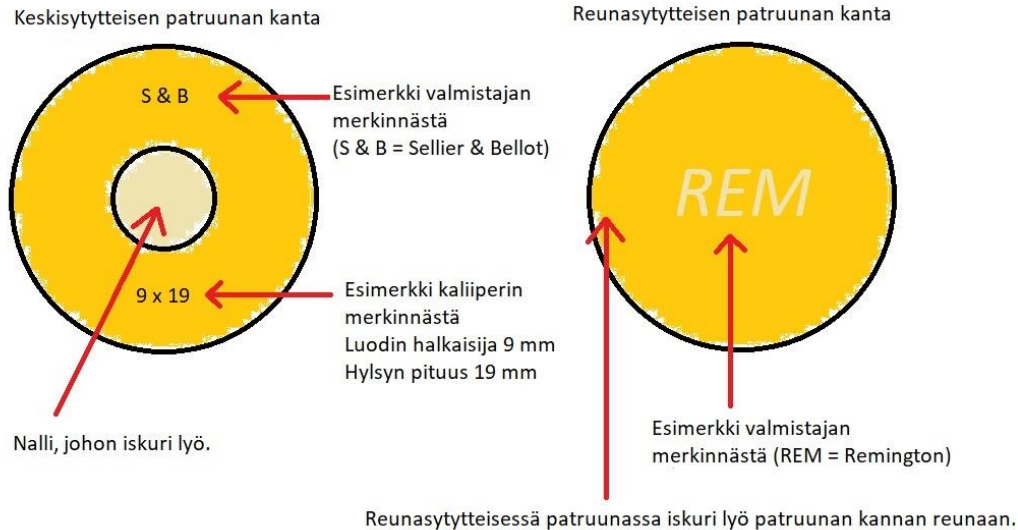 Keskisytytteisen patruunan kanta
S & B
Esimerkki valmistajan
merkinnästä
(S & B = Sellier & Bellot)
9 x 19
Esimerkki kaliiperin
merkinnästä
Luodin halkaisija 9 mm
Hylsyn pituus 19 mm
Nalli, johon iskuri lyö.
Reunasytytteisen patruunan kanta
REM
Esimerkki valmistajan
merkinnästä (REM = Remington)
Reunasytytteisessä patruunassa iskuri lyö patruunan kannan reunaan.